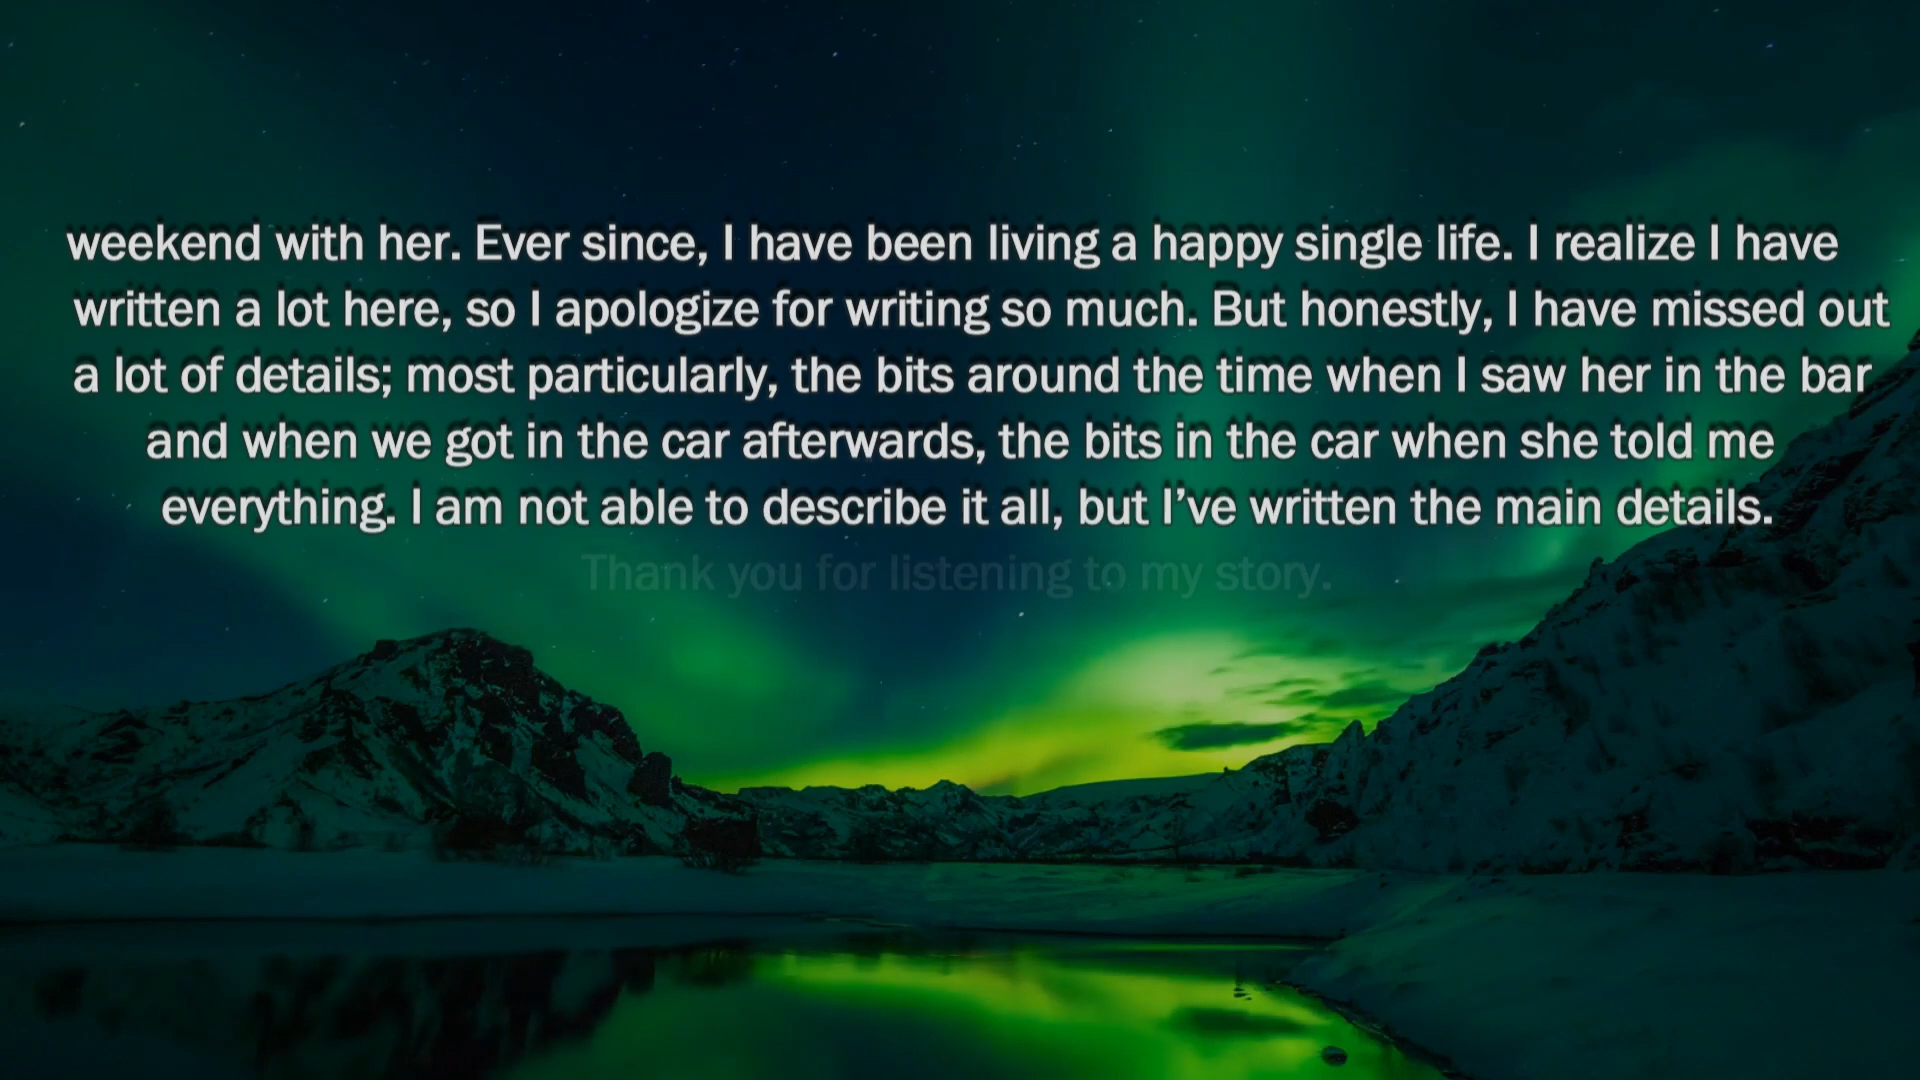 weekend with her. Ever since, I have been living a happy single life. I realize I have
written a lot here, so I apologize for writing so much. But honestly, I have missed out
a lot of details; most particularly, the bits around the time when I saw her in the bar
and when we got in the car afterwards, the bits in the car when she told me
everything. I am not able to describe it all, but I’ve written the main details.
Thank you for listening to my story.